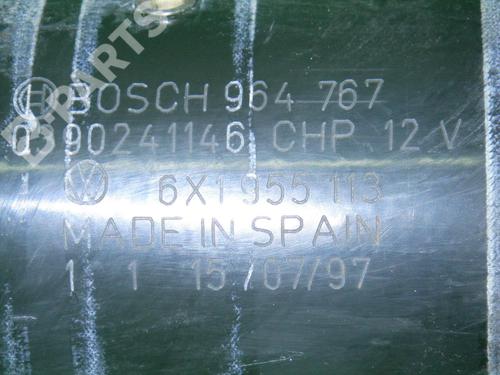 BOSCH 964 767
0390241146 CHP 12 V
6X1 955 113
MADE IN SPAIN
1 1 15/07/97